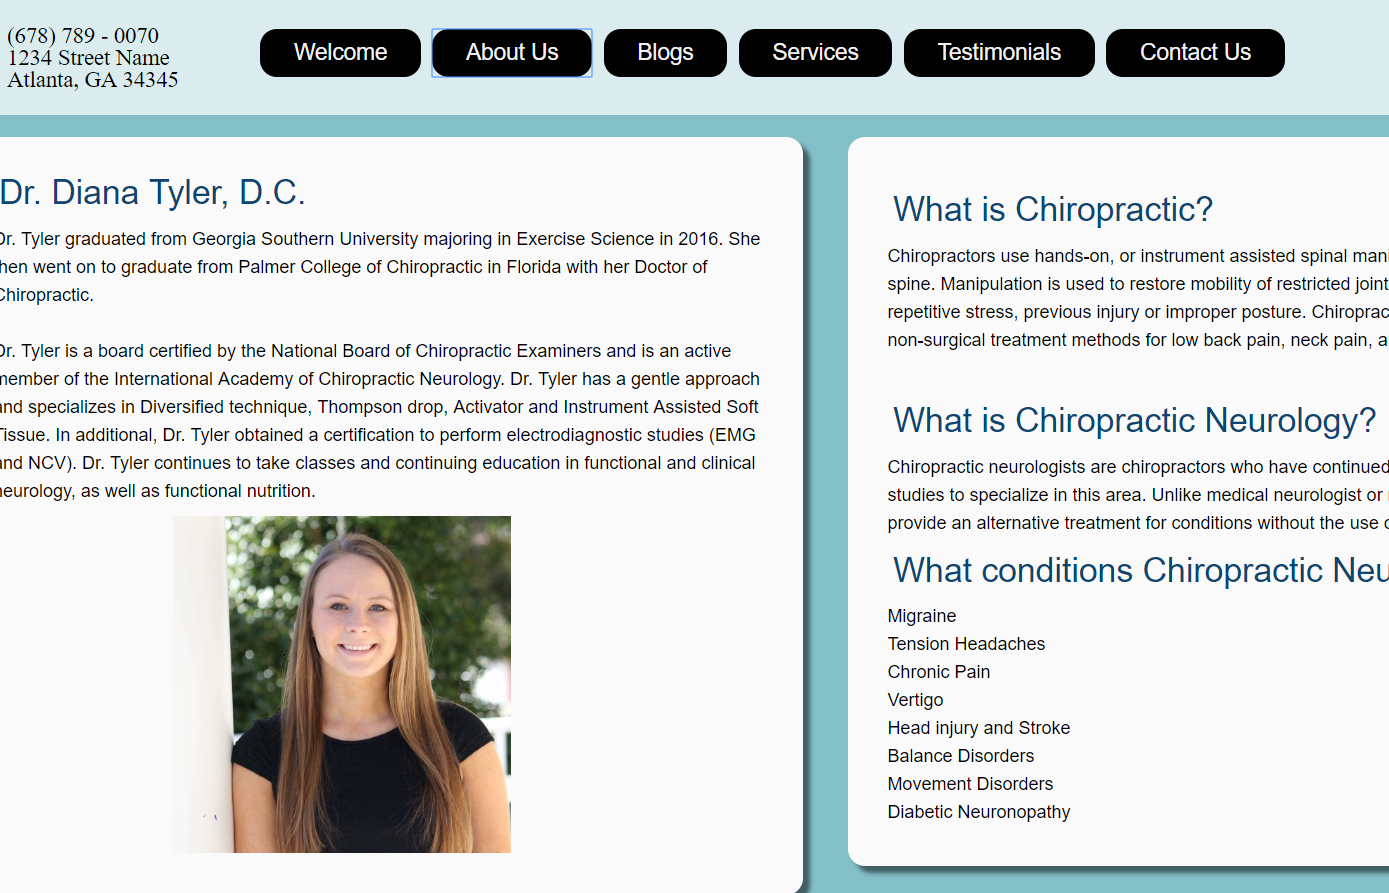 (678) 789 - 0070
1234 Street Name
Atlanta, GA 34345
Welcome
About Us
Blogs
Services
Testimonials
Contact Us
Dr. Diana Tyler, D.C.
Dr. Tyler graduated from Georgia Southern University majoring in Exercise Science in 2016. She
then went on to graduate from Palmer College of Chiropractic in Florida with her Doctor of
Chiropractic.
Dr. Tyler is a board certified by the National Board of Chiropractic Examiners and is an active
member of the International Academy of Chiropractic Neurology. Dr. Tyler has a gentle approach
and specializes in Diversified technique, Thompson drop, Activator and Instrument Assisted Soft
Tissue. In additional, Dr. Tyler obtained a certification to perform electrodiagnostic studies (EMG
and NCV). Dr. Tyler continues to take classes and continuing education in functional and clinical
neurology, as well as functional nutrition.
What is Chiropractic?
Chiropractors use hands-on, or instrument assisted spinal mani
spine. Manipulation is used to restore mobility of restricted joint
repetitive stress, previous injury or improper posture. Chiroprac
non-surgical treatment methods for low back pain, neck pain, a
What is Chiropractic Neurology?
Chiropractic neurologists are chiropractors who have continued
studies to specialize in this area. Unlike medical neurologist or
provide an alternative treatment for conditions without the use
What conditions Chiropractic Neu
Migraine
Tension Headaches
Chronic Pain
Vertigo
Head injury and Stroke
Balance Disorders
Movement Disorders
Diabetic Neuronopathy